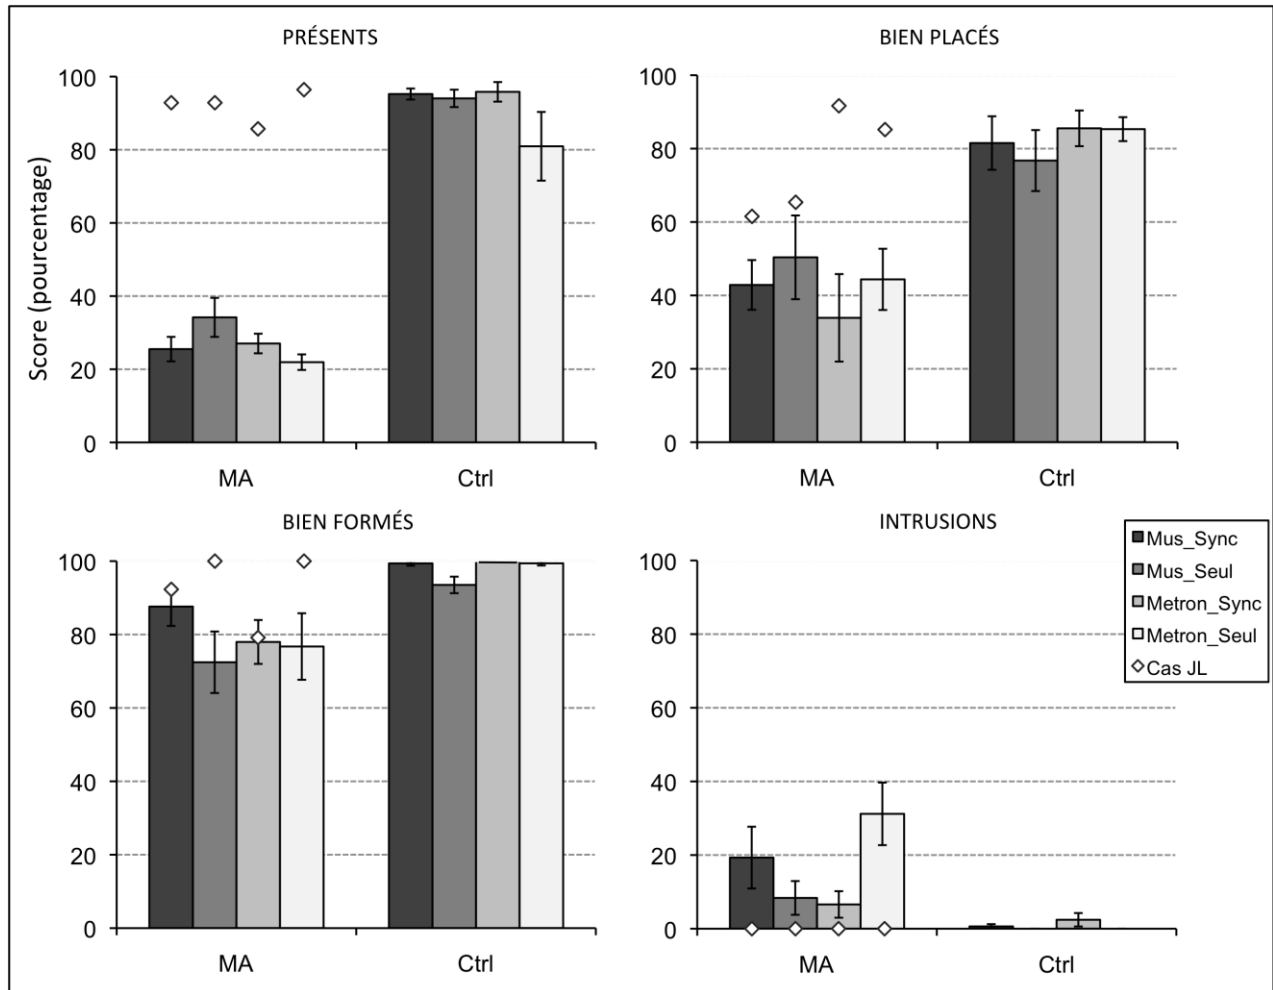 PRÉSENTS
BIEN PLACÉS
Score (pourcentage)
100
80
60
40
20
0
MA
Ctrl
100
80
60
40
20
0
MA
Ctrl
BIEN FORMÉS
INTRUSIONS
100
80
60
40
20
0
MA
Ctrl
100
80
60
40
20
0
MA
Ctrl
Mus_Sync
Mus_Seul
Metron_Sync
Metron_Seul
Cas JL